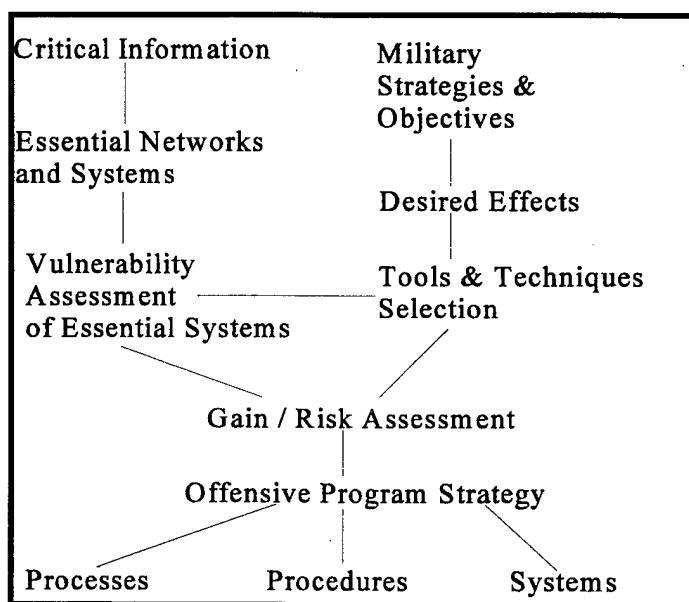 Critical Information
Military
Strategies &
Objectives
Essential Networks
and Systems
Desired Effects
Vulnerability
Assessment
of Essential Systems
Tools & Techniques
Selection
Gain / Risk Assessment
Offensive Program Strategy
Processes
Procedures
Systems